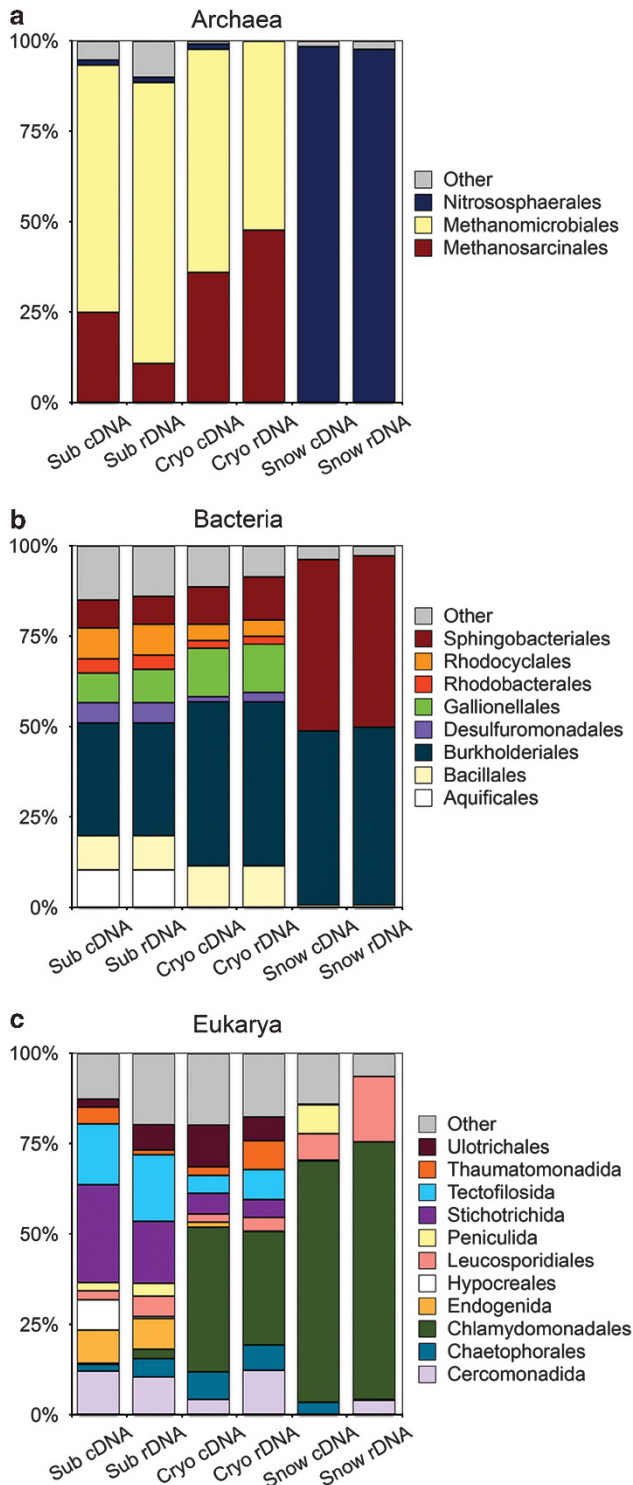 a
Archaea
100%
75%
50%
25%
0%
Sub cDNA
Sub rDNA
Cryo cDNA
Cryo rDNA
Snow cDNA
Snow rDNA
Other
Nitrososphaerales
Methanomicrobiales
Methanosarcinales
b
Bacteria
100%
75%
50%
25%
0%
Sub cDNA
Sub rDNA
Cryo cDNA
Cryo rDNA
Snow cDNA
Snow rDNA
Other
Sphingobacteriales
Rhodocyclales
Rhodobacterales
Gallionellales
Desulfuromonadales
Burkholderiales
Bacillales
Aquificales
c
Eukarya
100%
75%
50%
25%
0%
Sub cDNA
Sub rDNA
Cryo cDNA
Cryo rDNA
Snow cDNA
Snow rDNA
Other
Ulotrichales
Thaumatomonadida
Tectofilosida
Stichotrichida
Peniculida
Leucosporidiales
Hypocreales
Endogenida
Chlamydomonadales
Chaetophorales
Cercomonadida